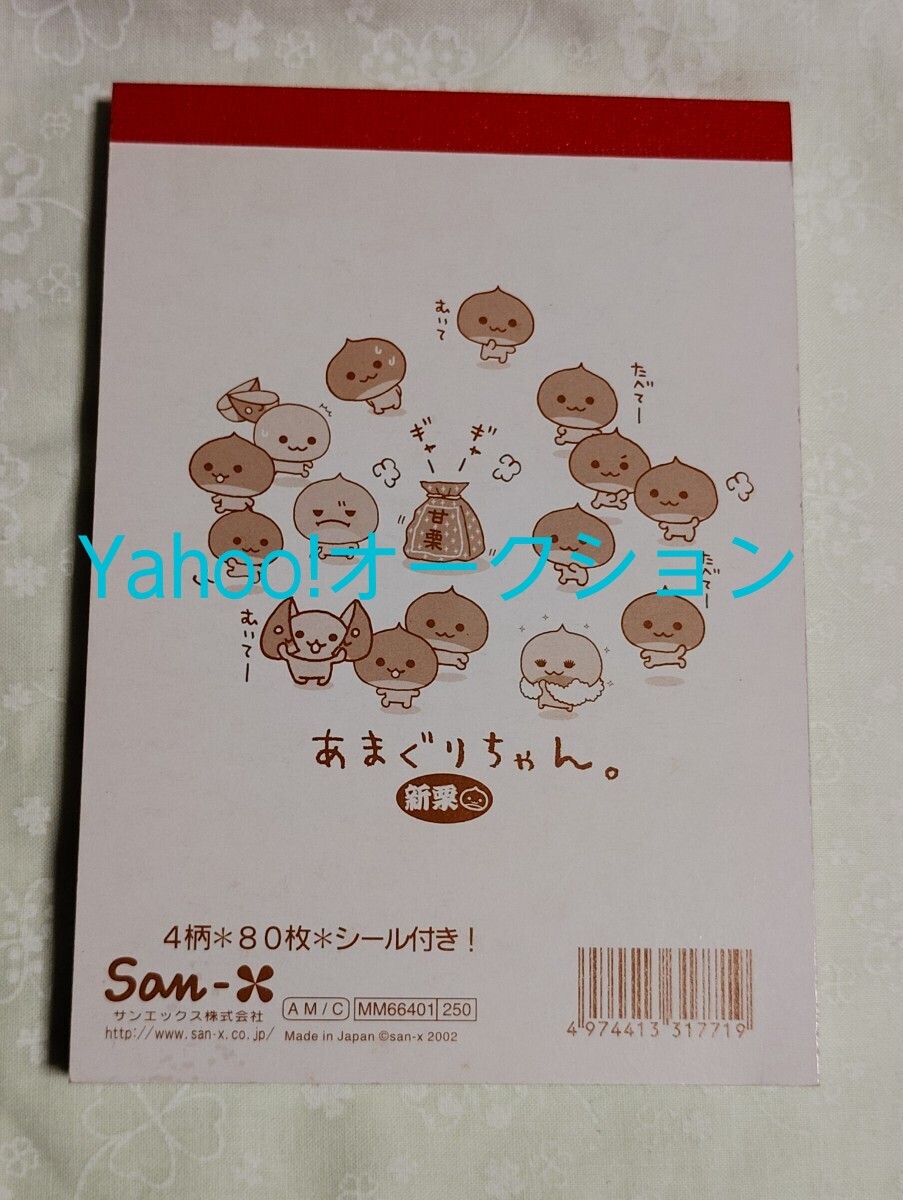 むいて
たべてー
ギャ
ギャ
甘栗
Yahoo!オークション
たべてー
むいてー
あまぐりちゃん。
新栗
4柄*80枚*シール付き!
San-X
サンエックス株式会社
http://www.san-x.co.jp/
AM/C MM66401 250
Made in Japan ©san-x 2002
4 974413 317719